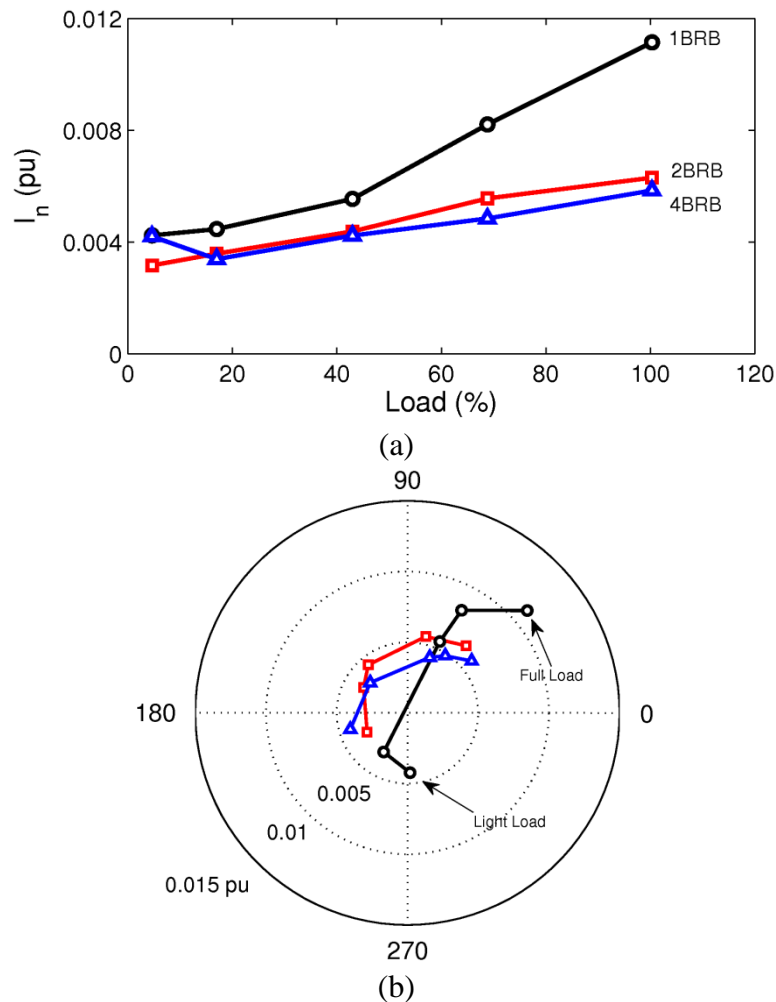 0.012
0.008
0.004
0
I_n (pu)
1BRB
2BRB
4BRB
0 20 40 60 80 100 120
Load (%)
(a)
90
180
0
Full Load
Light Load
0.005
0.01
0.015 pu
270
(b)